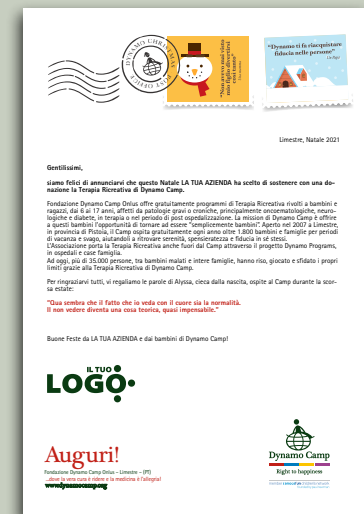 DYNAMO CHRISTMAS
POST OFFICE
"Non avevo mai visto
mio figlio divertirsi
così tanto"
"Dynamo ti fa riacquistare
fiducia nelle persone"
Limestre, Natale 2021
Gentilissimi,
siamo felici di annunciarvi che questo Natale LA TUA AZIENDA ha scelto di sostenere con una do-
nazione la Terapia Ricreativa di Dynamo Camp.
Fondazione Dynamo Camp Onlus offre gratuitamente programmi di Terapia Ricreativa rivolti a bambini e
ragazzi, dai 6 ai 17 anni, affetti da patologie gravi o croniche, principalmente oncoematologiche, neuro-
logiche e diabete, in terapia o nel periodo di post ospedalizzazione. La mission di Dynamo Camp è offrire
a questi bambini l'opportunità di tornare ad essere "semplicemente bambini". Aperto nel 2007 a Limestre,
in provincia di Pistoia, il Camp ospita gratuitamente ogni anno oltre 1.800 bambini e famiglie per periodi
di vacanza e svago, aiutandoli a ritrovare serenità, spensieratezza e fiducia in sé stessi.
L'Associazione porta la Terapia Ricreativa anche fuori dal Camp attraverso il progetto Dynamo Programs,
in ospedali e case famiglia.
Ad oggi, più di 35.000 persone, tra bambini malati e intere famiglie, hanno riso, giocato e sfidato i propri
limiti grazie alla Terapia Ricreativa di Dynamo Camp.
Per ringraziarvi tutti, vi regaliamo le parole di Alyssa, cieca dalla nascita, ospite al Camp durante la scor-
sa estate:
"Qua sembra che il fatto che io veda con il cuore sia la normalità.
Il non vedere diventa una cosa teorica, quasi impensabile."
Buone Feste da LA TUA AZIENDA e dai bambini di Dynamo Camp!
IL TUO
LOGO
Auguri!
Fondazione Dynamo Camp Onlus – Limestre – (PT)
...dove la vera cura è ridere e la medicina è l'allegria!
www.dynamocamp.org
Dynamo Camp
Right to happiness